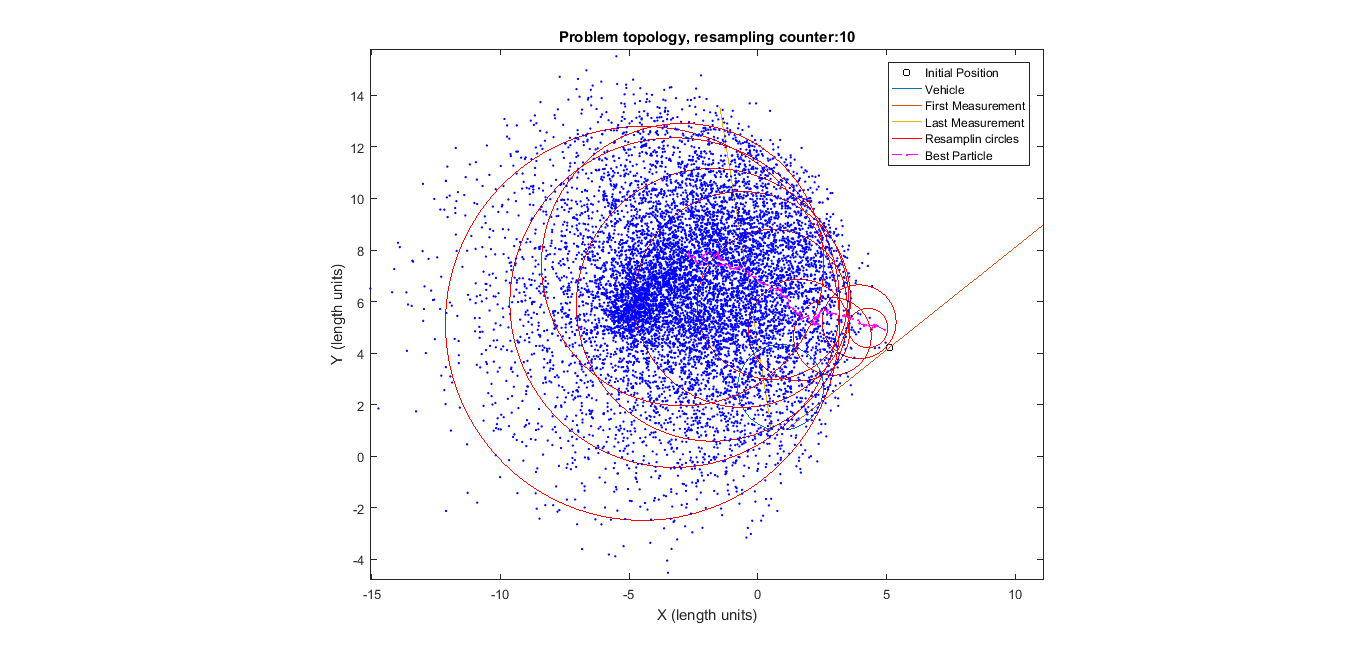 Problem topology, resampling counter:10
Initial Position
Vehicle
First Measurement
Last Measurement
Resamplin circles
Best Particle
14
12
10
8
6
4
2
0
-2
-4
Y (length units)
-15 -10 -5 0 5 10
X (length units)